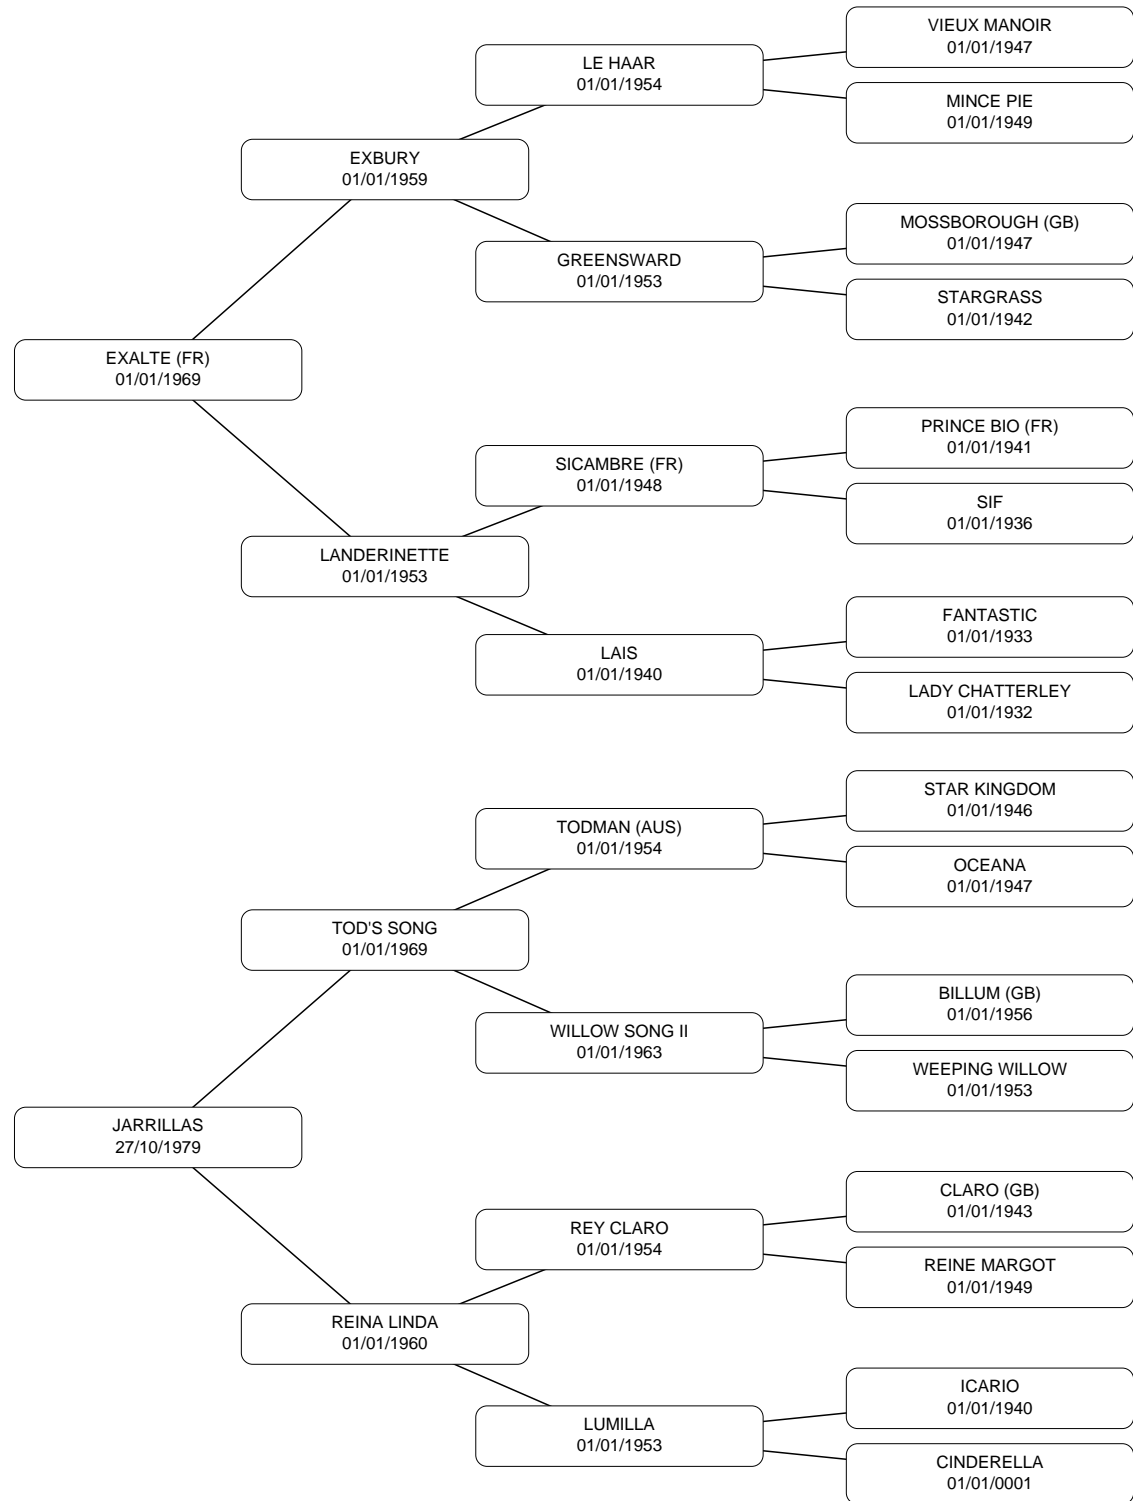 VIEUX MANOIR
01/01/1947
LE HAAR
01/01/1954
MINCE PIE
01/01/1949
EXBURY
01/01/1959
MOSSBOROUGH (GB)
01/01/1947
GREENSWARD
01/01/1953
STARGRASS
01/01/1942
EXALTE (FR)
01/01/1969
PRINCE BIO (FR)
01/01/1941
SICAMBRE (FR)
01/01/1948
SIF
01/01/1936
LANDERINETTE
01/01/1953
FANTASTIC
01/01/1933
LAIS
01/01/1940
LADY CHATTERLEY
01/01/1932
STAR KINGDOM
01/01/1946
TODMAN (AUS)
01/01/1954
OCEANA
01/01/1947
TOD'S SONG
01/01/1969
BILLUM (GB)
01/01/1956
WILLOW SONG II
01/01/1963
WEEPING WILLOW
01/01/1953
JARRILLAS
27/10/1979
CLARO (GB)
01/01/1943
REY CLARO
01/01/1954
REINE MARGOT
01/01/1949
REINA LINDA
01/01/1960
ICARIO
01/01/1940
LUMILLA
01/01/1953
CINDERELLA
01/01/0001